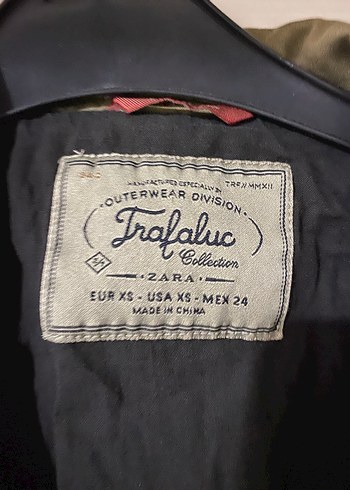 MANUFACTURED ESPECIALLY BY TRF// MMXII
·OUTERWEAR DIVISION·
Trafaluc
Collection
·ZARA·
EUR XS - USA XS - MEX 24
MADE IN CHINA